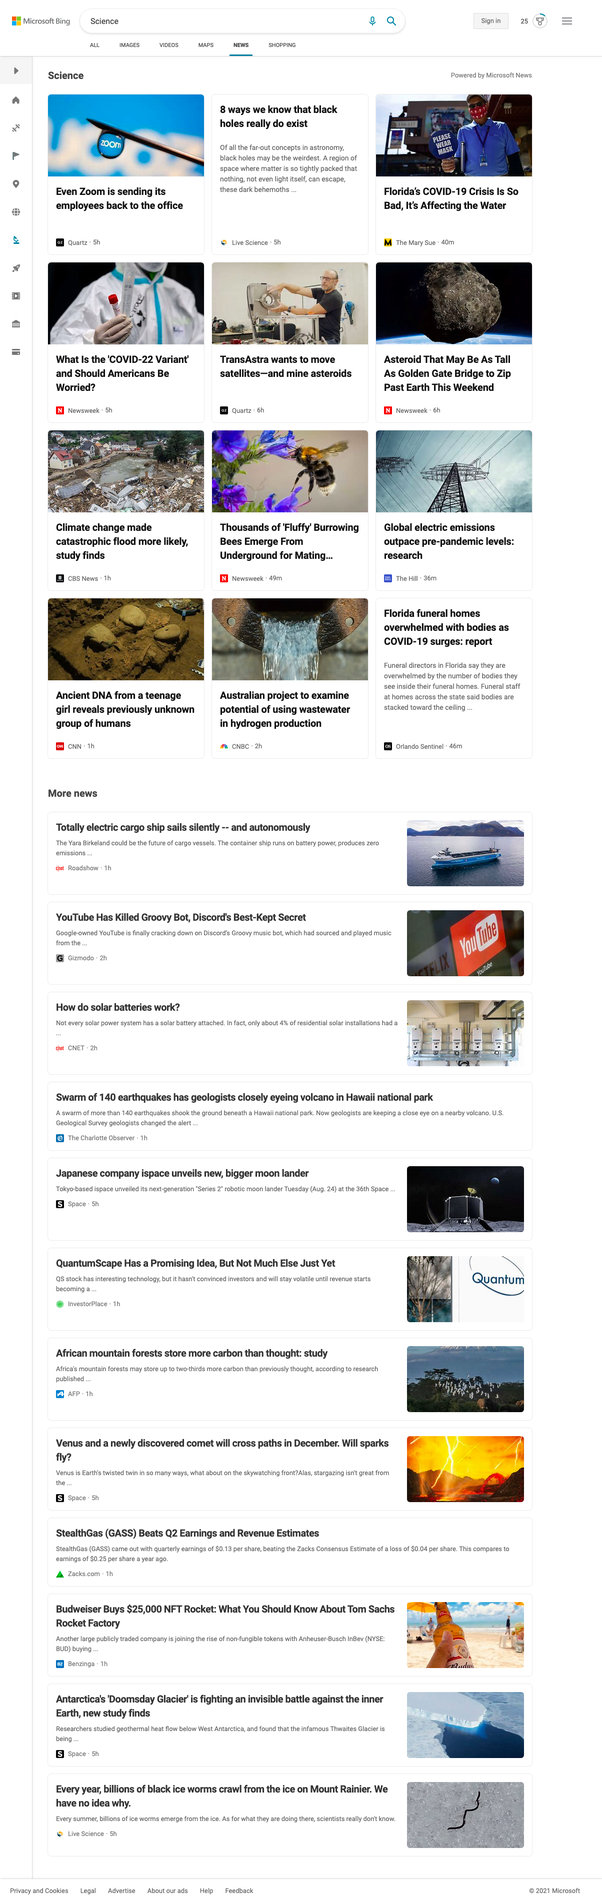 Microsoft Bing
Science
Sign in
25
ALL
IMAGES
VIDEOS
MAPS
NEWS
SHOPPING
Science
Powered by Microsoft News
zoom
Even Zoom is sending its
employees back to the office
Quartz · 5h
8 ways we know that black
holes really do exist
Of all the far-out concepts in astronomy,
black holes may be the weirdest. A region of
space where matter is so tightly packed that
nothing, not even light itself, can escape,
these dark behemoths ...
Live Science · 5h
PLEASE
WEAR
MASK
Florida's COVID-19 Crisis Is So
Bad, It's Affecting the Water
The Mary Sue · 40m
What Is the 'COVID-22 Variant'
and Should Americans Be
Worried?
Newsweek · 5h
TransAstra wants to move
satellites—and mine asteroids
Quartz · 6h
Asteroid That May Be As Tall
As Golden Gate Bridge to Zip
Past Earth This Weekend
Newsweek · 6h
Climate change made
catastrophic flood more likely,
study finds
CBS News · 1h
Thousands of 'Fluffy' Burrowing
Bees Emerge From
Underground for Mating...
Newsweek · 49m
Global electric emissions
outpace pre-pandemic levels:
research
The Hill · 36m
Ancient DNA from a teenage
girl reveals previously unknown
group of humans
CNN · 1h
Australian project to examine
potential of using wastewater
in hydrogen production
CNBC · 2h
Florida funeral homes
overwhelmed with bodies as
COVID-19 surges: report
Funeral directors in Florida say they are
overwhelmed by the number of bodies they
see inside their funeral homes. Funeral staff
at homes across the state said bodies are
stacked toward the ceiling ...
Orlando Sentinel · 46m
More news
Totally electric cargo ship sails silently -- and autonomously
The Yara Birkeland could be the future of cargo vessels. The container ship runs on battery power, produces zero
emissions ...
Roadshow · 1h
YouTube Has Killed Groovy Bot, Discord's Best-Kept Secret
Google-owned YouTube is finally cracking down on Discord's Groovy music bot, which had sourced and played music
from the ...
Gizmodo · 2h
YouTube
YouTube
How do solar batteries work?
Not every solar power system has a solar battery attached. In fact, only about 4% of residential solar installations had a
...
CNET · 2h
Swarm of 140 earthquakes has geologists closely eyeing volcano in Hawaii national park
A swarm of more than 140 earthquakes shook the ground beneath a Hawaii national park. Now geologists are keeping a close eye on a nearby volcano. U.S.
Geological Survey geologists changed the alert ...
The Charlotte Observer · 1h
Japanese company ispace unveils new, bigger moon lander
Tokyo-based ispace unveiled its next-generation "Series 2" robotic moon lander Tuesday (Aug. 24) at the 36th Space ...
Space · 5h
QuantumScape Has a Promising Idea, But Not Much Else Just Yet
QS stock has interesting technology, but it hasn't convinced investors and will stay volatile until revenue starts
becoming a ...
InvestorPlace · 1h
Quantum
African mountain forests store more carbon than thought: study
Africa's mountain forests may store up to two-thirds more carbon than previously thought, according to research
published ...
AFP · 1h
Venus and a newly discovered comet will cross paths in December. Will sparks
fly?
Venus is Earth's twisted twin in so many ways, what about on the skywatching front?Alas, stargazing isn't great from
the ...
Space · 5h
StealthGas (GASS) Beats Q2 Earnings and Revenue Estimates
StealthGas (GASS) came out with quarterly earnings of $0.13 per share, beating the Zacks Consensus Estimate of a loss of $0.04 per share. This compares to
earnings of $0.25 per share a year ago.
Zacks.com · 1h
Budweiser Buys $25,000 NFT Rocket: What You Should Know About Tom Sachs
Rocket Factory
Another large publicly traded company is joining the rise of non-fungible tokens with Anheuser-Busch InBev (NYSE:
BUD) buying ...
Benzinga · 1h
Antarctica's 'Doomsday Glacier' is fighting an invisible battle against the inner
Earth, new study finds
Researchers studied geothermal heat flow below West Antarctica, and found that the infamous Thwaites Glacier is
being ...
Space · 5h
Every year, billions of black ice worms crawl from the ice on Mount Rainier. We
have no idea why.
Every summer, billions of ice worms emerge from the ice. As for what they are doing there, scientists really don't know.
Live Science · 5h
Privacy and Cookies
Legal
Advertise
About our ads
Help
Feedback
© 2021 Microsoft